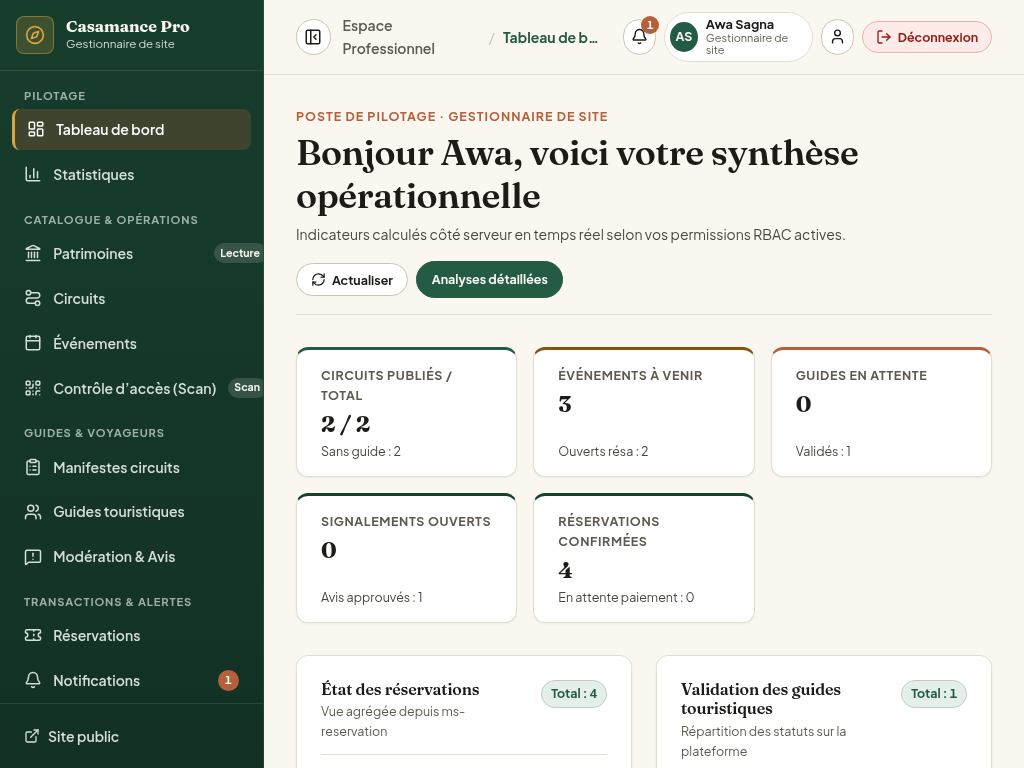 Casamance Pro
Gestionnaire de site
PILOTAGE
Tableau de bord
Statistiques
CATALOGUE & OPÉRATIONS
Patrimoines
Lecture
Circuits
Événements
Contrôle d’accès (Scan)
Scan
GUIDES & VOYAGEURS
Manifestes circuits
Guides touristiques
Modération & Avis
TRANSACTIONS & ALERTES
Réservations
Notifications
1
Site public
Espace
Professionnel
/
Tableau de b…
1
AS
Awa Sagna
Gestionnaire de
site
Déconnexion
POSTE DE PILOTAGE · GESTIONNAIRE DE SITE
Bonjour Awa, voici votre synthèse
opérationnelle
Indicateurs calculés côté serveur en temps réel selon vos permissions RBAC actives.
Actualiser
Analyses détaillées
CIRCUITS PUBLIÉS /
TOTAL
2 / 2
Sans guide : 2
ÉVÉNEMENTS À VENIR
3
Ouverts résa : 2
GUIDES EN ATTENTE
0
Validés : 1
SIGNALEMENTS OUVERTS
0
Avis approuvés : 1
RÉSERVATIONS
CONFIRMÉES
4
En attente paiement : 0
État des réservations
Total : 4
Vue agrégée depuis ms-
reservation
Validation des guides
touristiques
Total : 1
Répartition des statuts sur la
plateforme